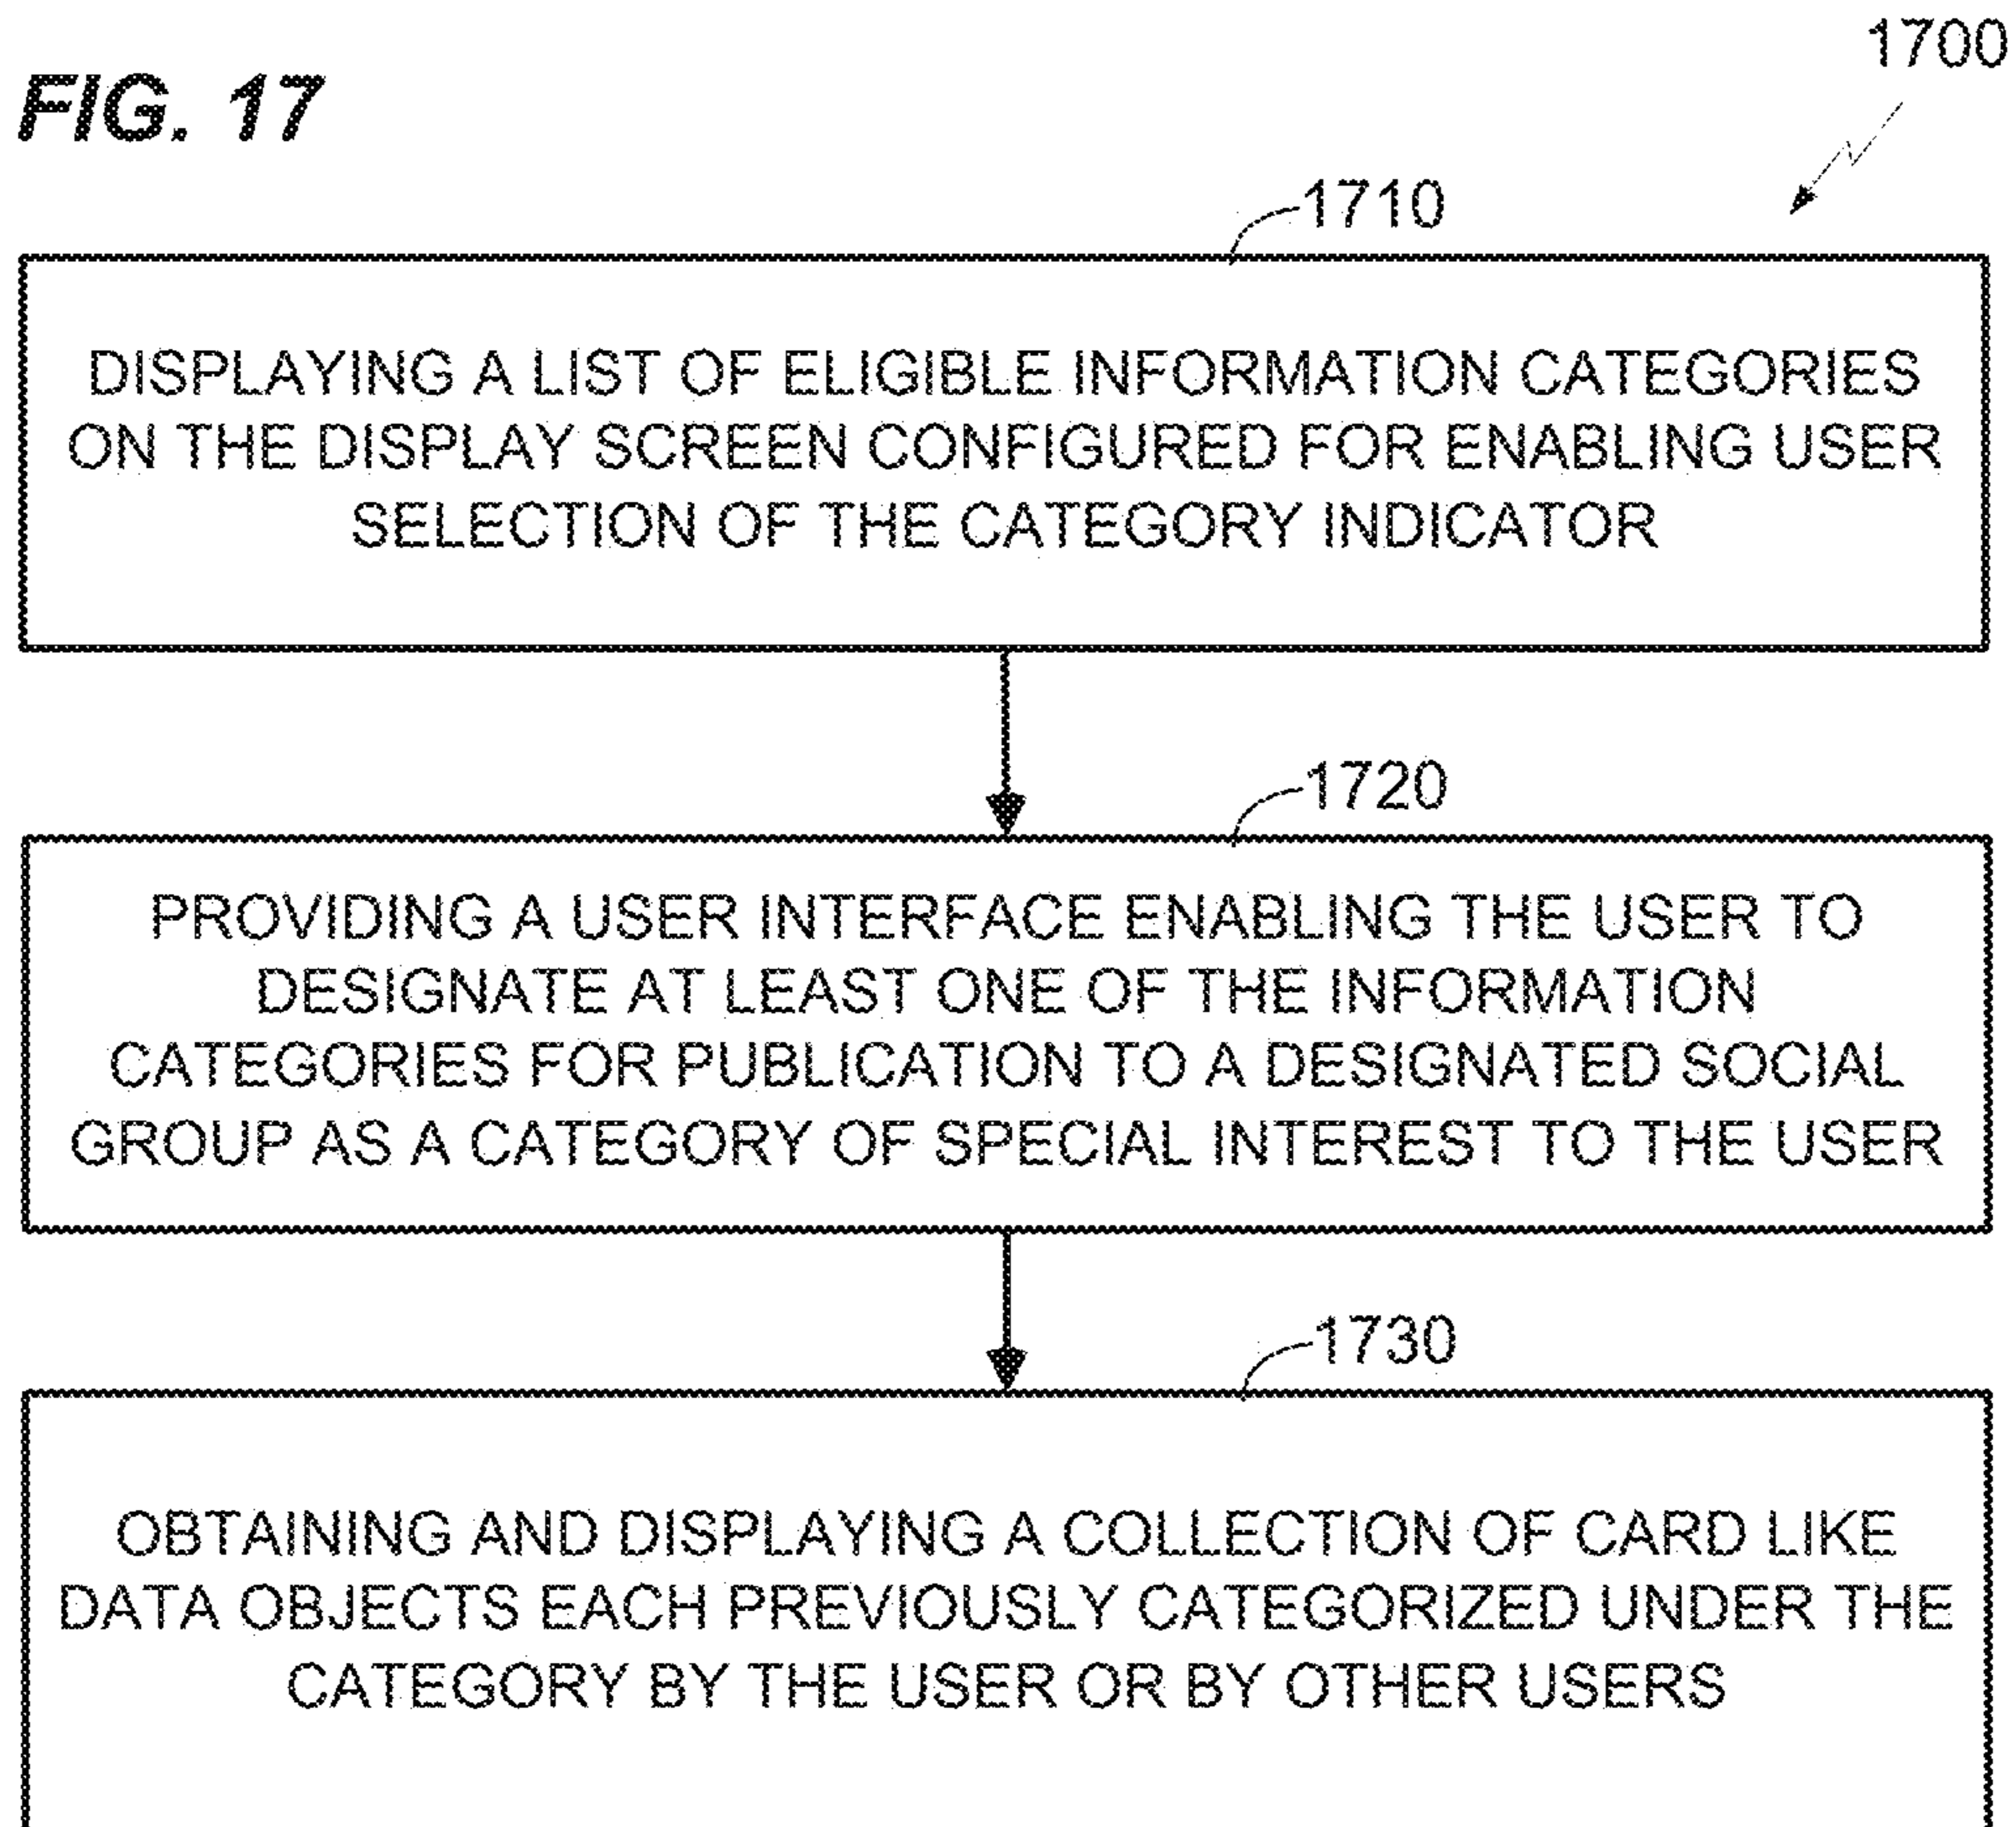 1700
FIG. 17
1710
DISPLAYING A LIST OF ELIGIBLE INFORMATION CATEGORIES
ON THE DISPLAY SCREEN CONFIGURED FOR ENABLING USER
SELECTION OF THE CATEGORY INDICATOR
1720
PROVIDING A USER INTERFACE ENABLING THE USER TO
DESIGNATE AT LEAST ONE OF THE INFORMATION
CATEGORIES FOR PUBLICATION TO A DESIGNATED SOCIAL
GROUP AS A CATEGORY OF SPECIAL INTEREST TO THE USER
1730
OBTAINING AND DISPLAYING A COLLECTION OF CARD LIKE
DATA OBJECTS EACH PREVIOUSLY CATEGORIZED UNDER THE
CATEGORY BY THE USER OR BY OTHER USERS